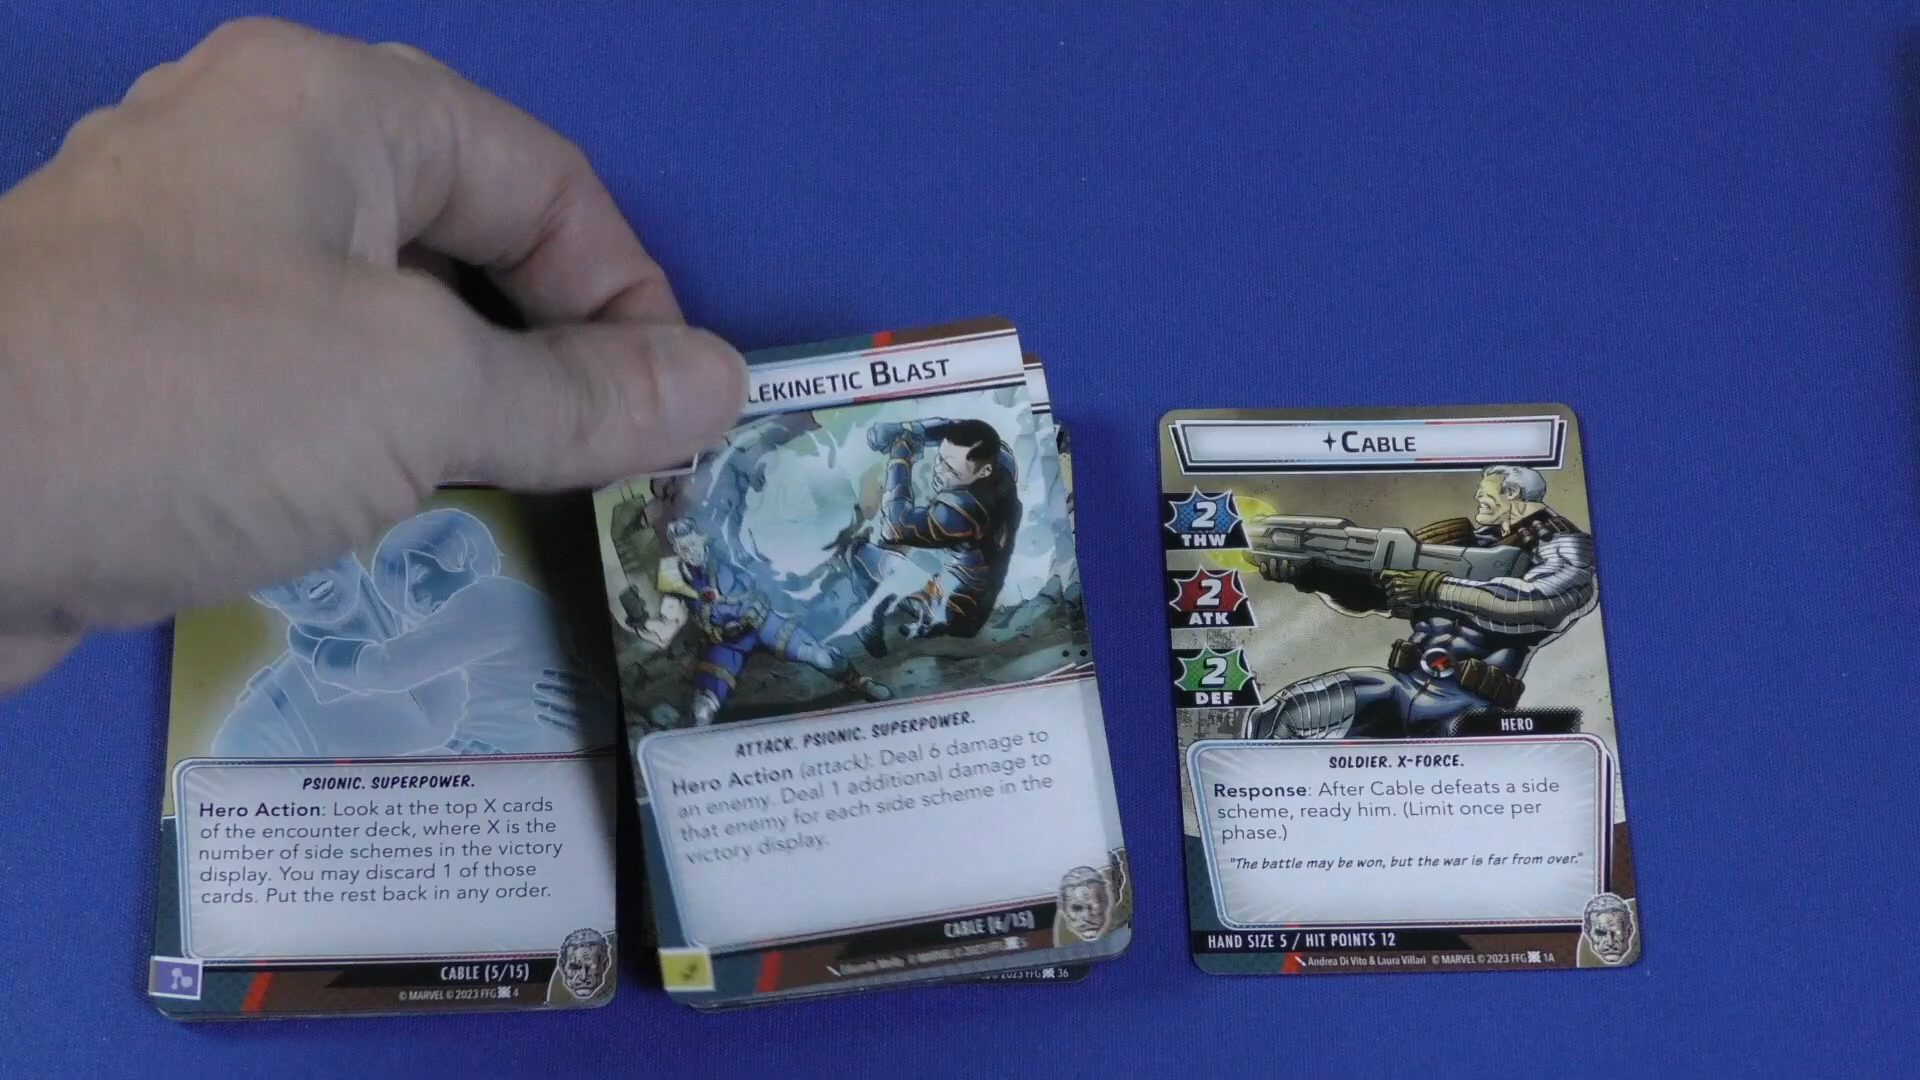 PSIONIC. SUPERPOWER.
Hero Action: Look at the top X cards
of the encounter deck, where X is the
number of side schemes in the victory
display. You may discard 1 of those
cards. Put the rest back in any order.
CABLE (5/15)
© MARVEL © 2023 FFG 4
LEKINETIC BLAST
ATTACK. PSIONIC. SUPERPOWER.
Hero Action (attack): Deal 6 damage to
an enemy. Deal 1 additional damage to
that enemy for each side scheme in the
victory display.
CABLE (6/15)
© MARVEL © 2023 FFG 5
2023 FFG 36
CABLE
2
THW
2
ATK
2
DEF
HERO
SOLDIER. X-FORCE.
Response: After Cable defeats a side
scheme, ready him. (Limit once per
phase.)
"The battle may be won, but the war is far from over."
HAND SIZE 5 / HIT POINTS 12
Andrea Di Vito & Laura Villari © MARVEL © 2023 FFG 1A